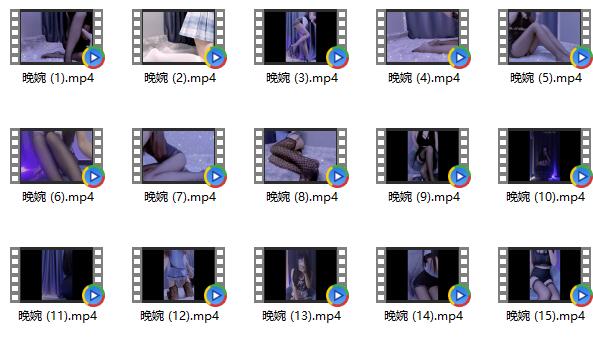 晚婉 (1).mp4
晚婉 (2).mp4
晚婉 (3).mp4
晚婉 (4).mp4
晚婉 (5).mp4
晚婉 (6).mp4
晚婉 (7).mp4
晚婉 (8).mp4
晚婉 (9).mp4
晚婉 (10).mp4
晚婉 (11).mp4
晚婉 (12).mp4
晚婉 (13).mp4
晚婉 (14).mp4
晚婉 (15).mp4